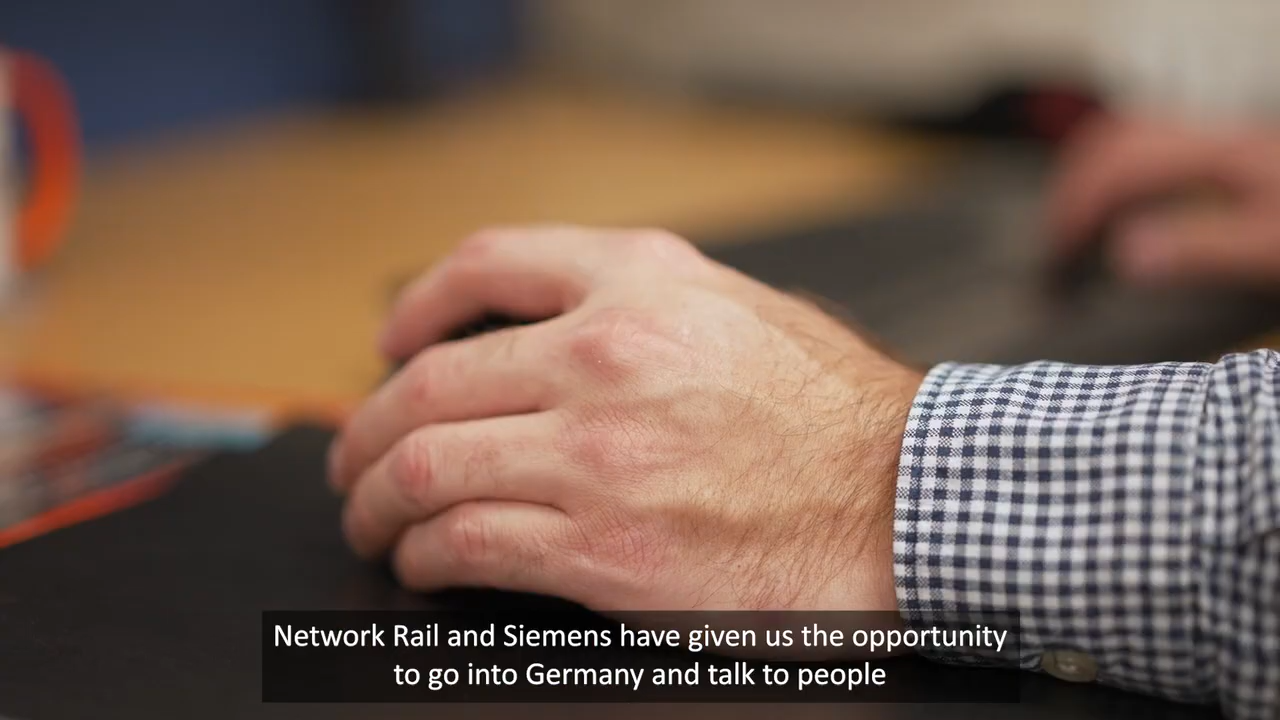 Network Rail and Siemens have given us the opportunity
to go into Germany and talk to people